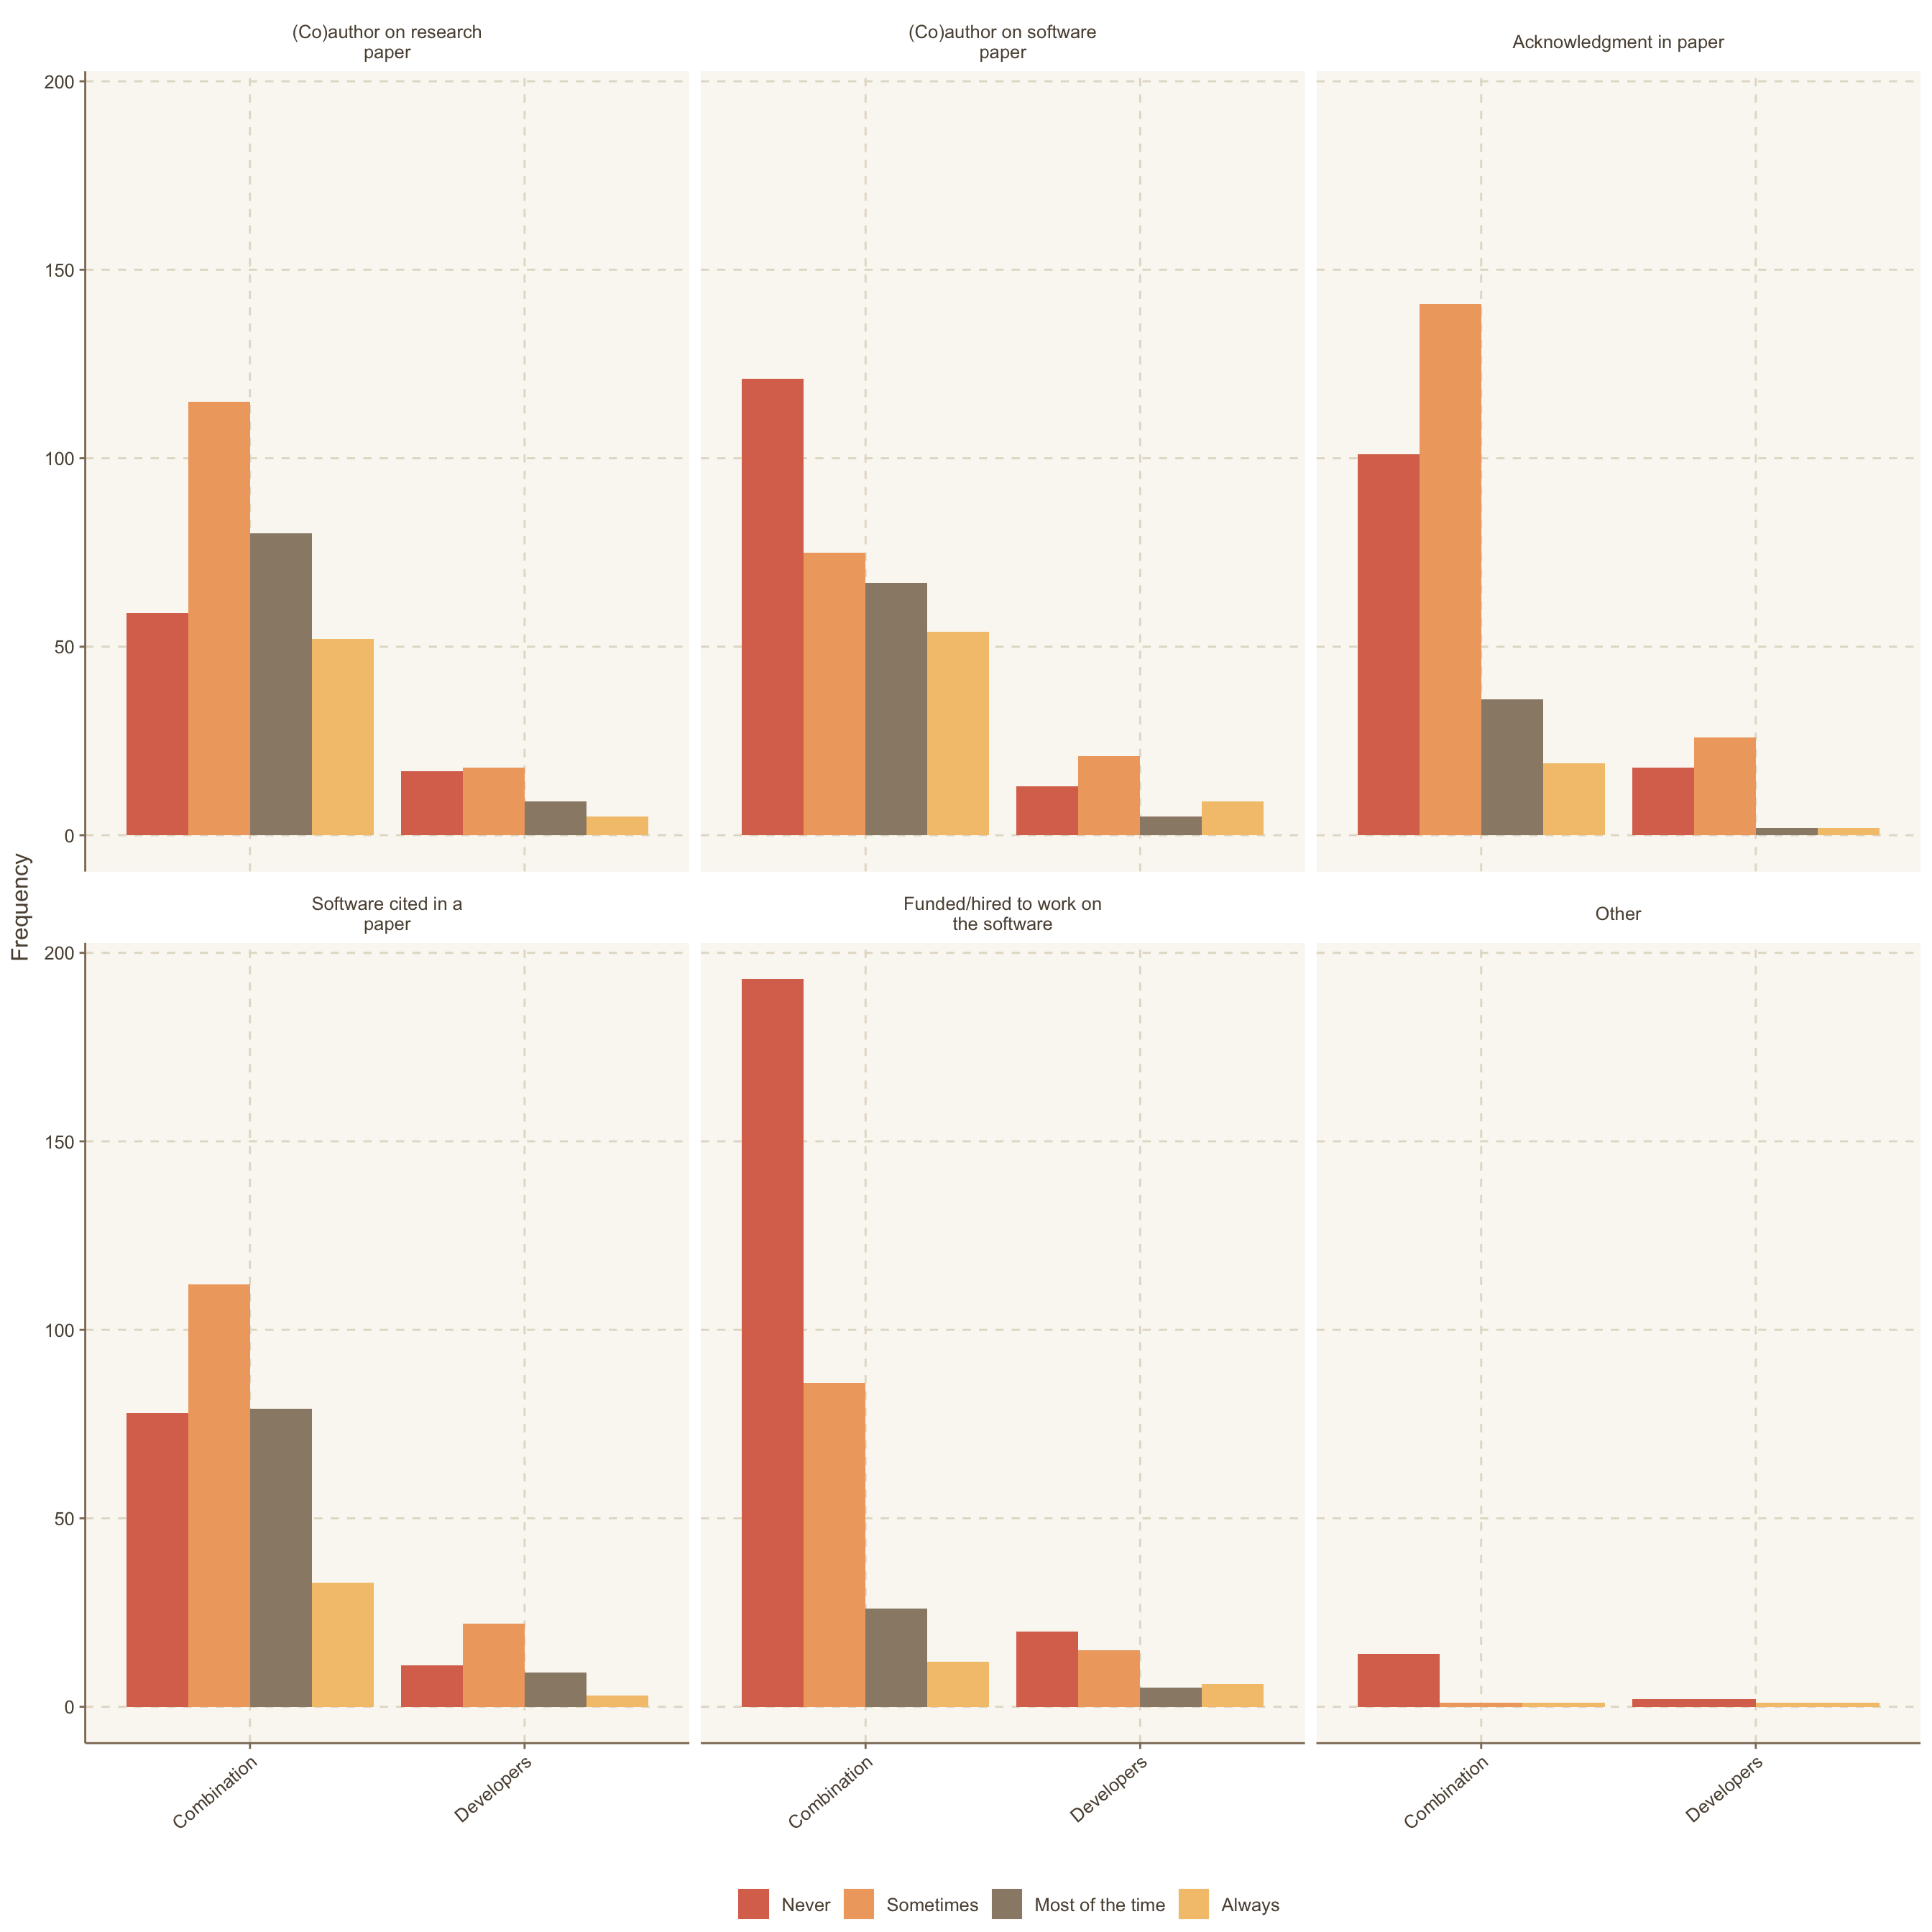 (Co)author on research
paper
(Co)author on software
paper
Acknowledgment in paper
200
150
100
50
0
Frequency
Software cited in a
paper
Funded/hired to work on
the software
Other
200
150
100
50
0
Combination
Developers
Combination
Developers
Combination
Developers
Never
Sometimes
Most of the time
Always